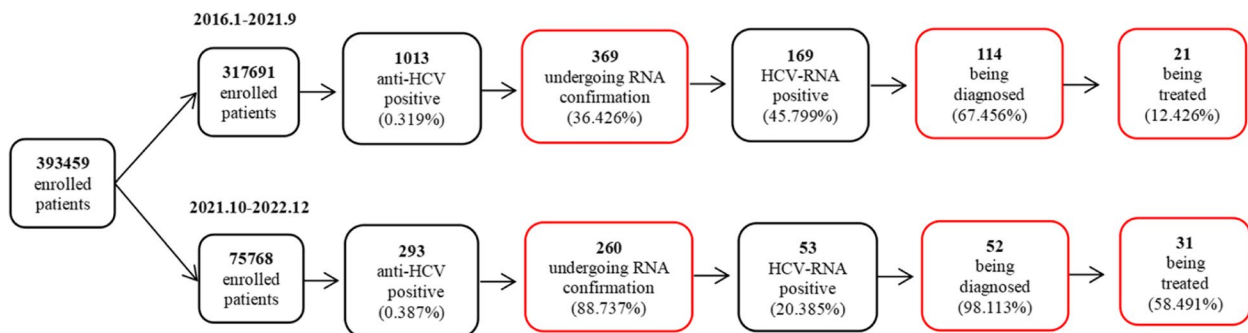 393459
enrolled
patients
2016.1-2021.9
317691
enrolled
patients
1013
anti-HCV
positive
(0.319%)
369
undergoing RNA
confirmation
(36.426%)
169
HCV-RNA
positive
(45.799%)
114
being
diagnosed
(67.456%)
21
being
treated
(12.426%)
2021.10-2022.12
75768
enrolled
patients
293
anti-HCV
positive
(0.387%)
260
undergoing RNA
confirmation
(88.737%)
53
HCV-RNA
positive
(20.385%)
52
being
diagnosed
(98.113%)
31
being
treated
(58.491%)